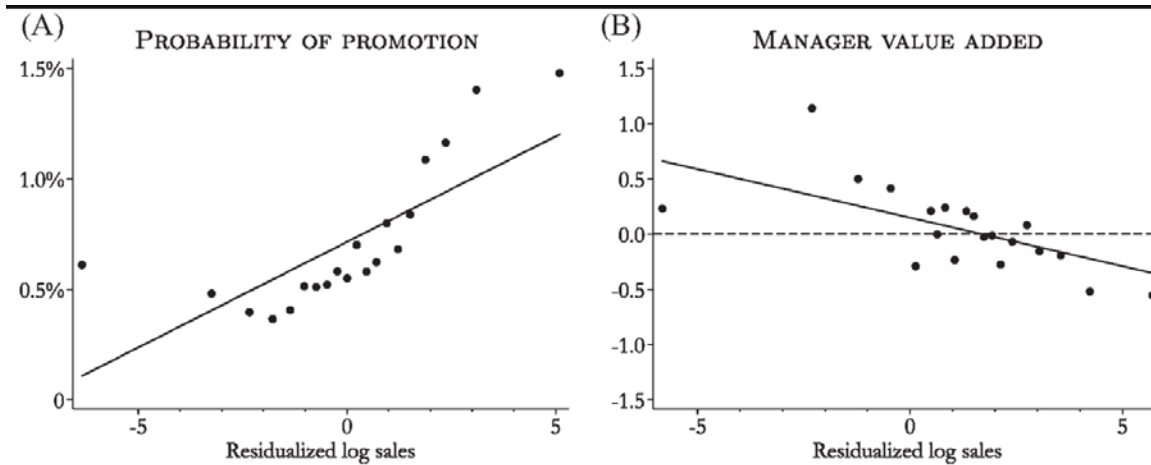 (A)
PROBABILITY OF PROMOTION
1.5%
1.0%
0.5%
0
-5
0
5
Residualized log sales
(B)
MANAGER VALUE ADDED
1.5
1.0
0.5
0.0
-0.5
-1.0
-1.5
-5
0
5
Residualized log sales